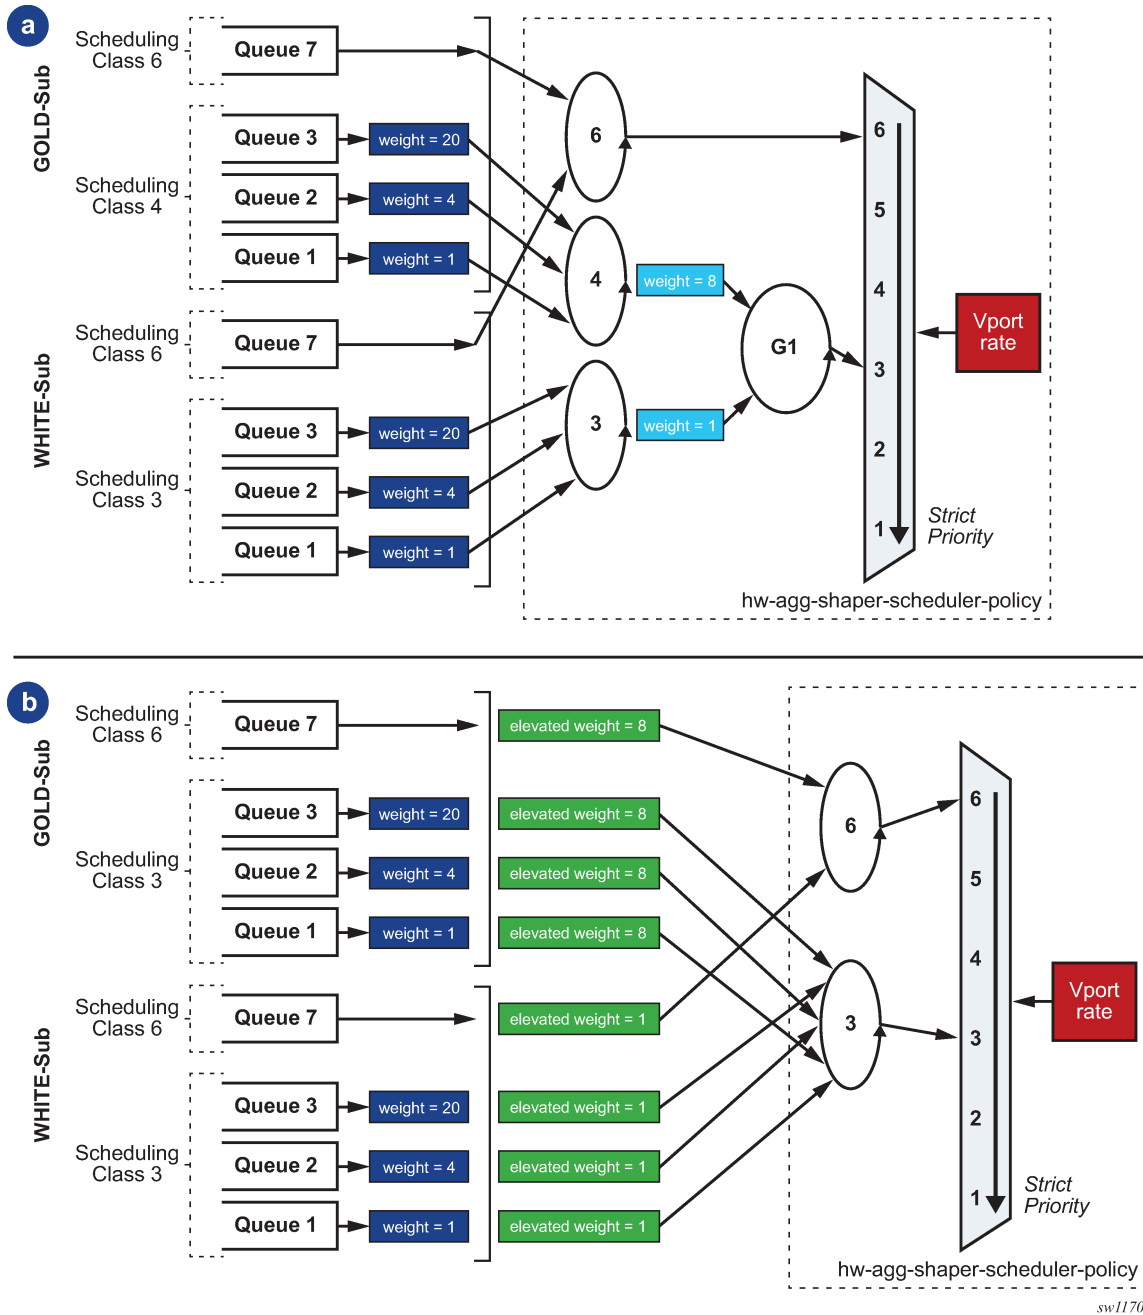 a
GOLD-Sub
Scheduling
Class 6
Queue 7
Scheduling
Class 4
Queue 3
weight = 20
Queue 2
weight = 4
Queue 1
weight = 1
WHITE-Sub
Scheduling
Class 6
Queue 7
Scheduling
Class 3
Queue 3
weight = 20
Queue 2
weight = 4
Queue 1
weight = 1
6
4
weight = 8
3
weight = 1
G1
6
5
4
3
2
1
Strict
Priority
Vport
rate
hw-agg-shaper-scheduler-policy
b
GOLD-Sub
Scheduling
Class 6
Queue 7
elevated weight = 8
Scheduling
Class 3
Queue 3
weight = 20
elevated weight = 8
Queue 2
weight = 4
elevated weight = 8
Queue 1
weight = 1
elevated weight = 8
WHITE-Sub
Scheduling
Class 6
Queue 7
elevated weight = 1
Scheduling
Class 3
Queue 3
weight = 20
elevated weight = 1
Queue 2
weight = 4
elevated weight = 1
Queue 1
weight = 1
elevated weight = 1
6
3
6
5
4
3
2
1
Strict
Priority
Vport
rate
hw-agg-shaper-scheduler-policy
sw1170